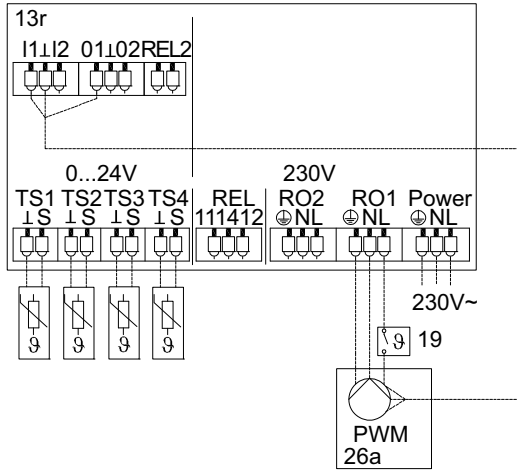 13r
I1⊥I2 01⊥02 REL2
0...24V 230V
TS1 TS2 TS3 TS4 REL RO2 RO1 Power
⊥S ⊥S ⊥S ⊥S 111412 ⏚NL ⏚NL ⏚NL
230V~
ϑ ϑ ϑ ϑ ϑ 19
PWM
26a